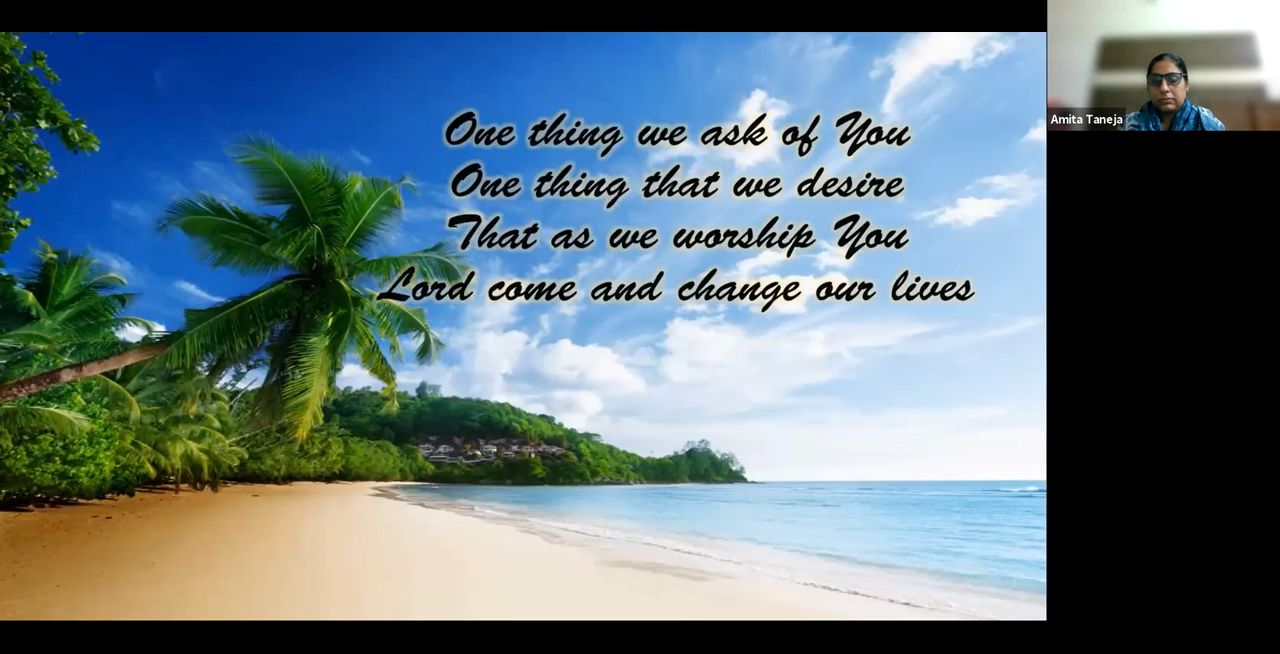 One thing we ask of You
One thing that we desire
That as we worship You
Lord come and change our lives
Amita Taneja